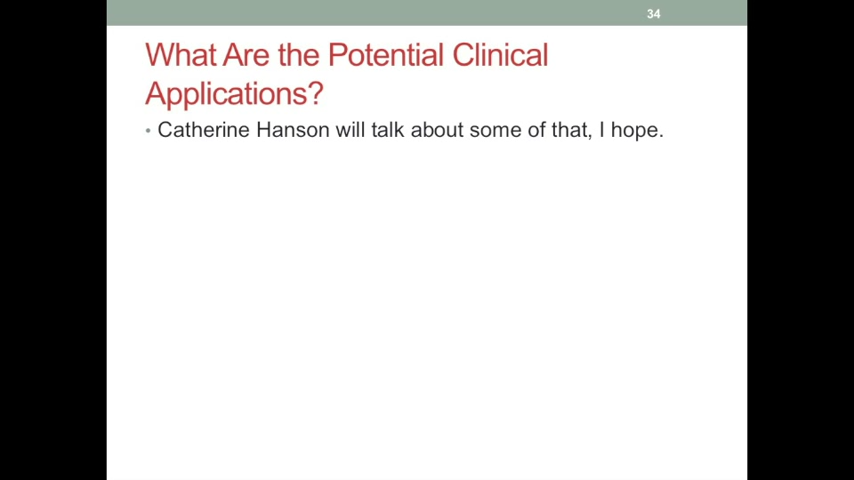 34
What Are the Potential Clinical
Applications?
• Catherine Hanson will talk about some of that, I hope.